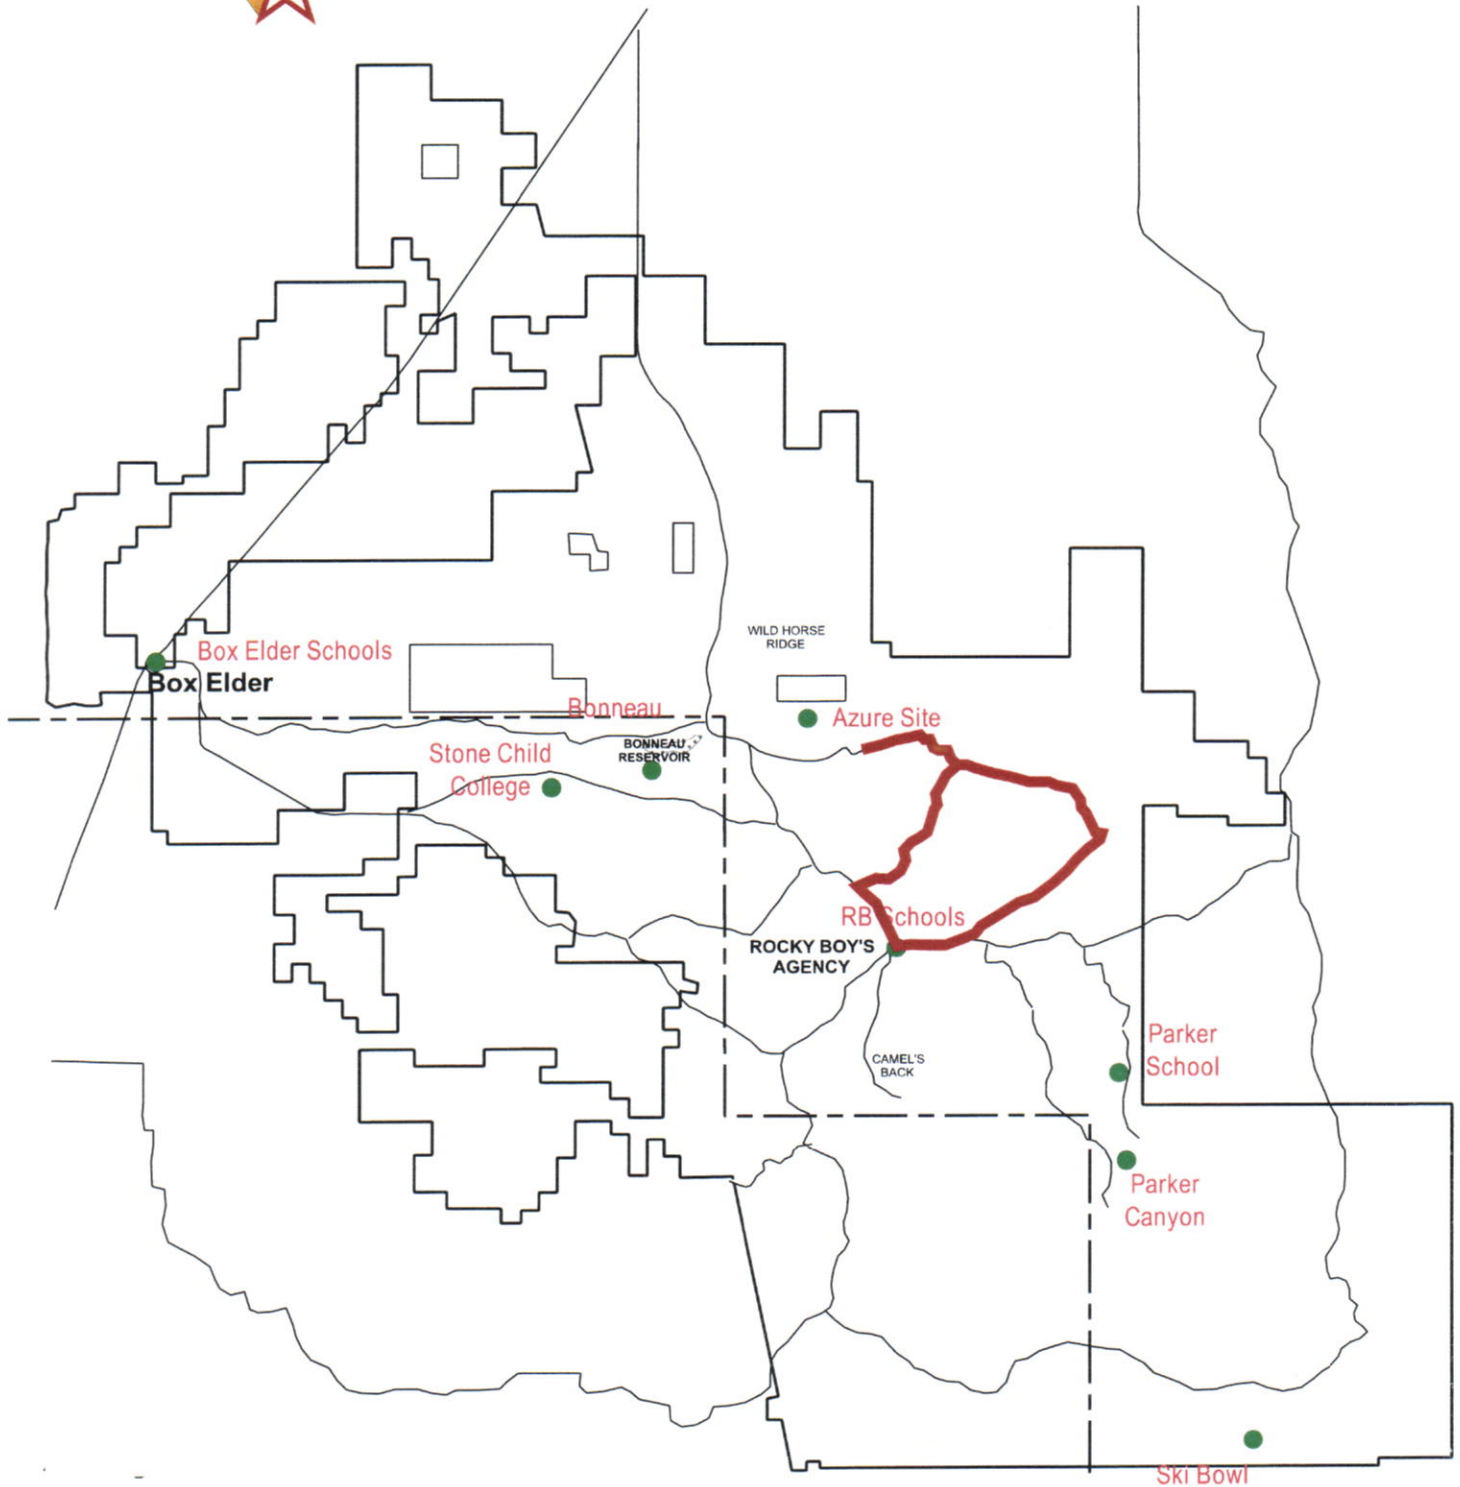 WILD HORSE
RIDGE
Box Elder Schools
Box Elder
Bonneau
Azure Site
BONNEAU
RESERVOIR
Stone Child
College
RB Schools
ROCKY BOY'S
AGENCY
CAMEL'S
BACK
Parker
School
Parker
Canyon
Ski Bowl